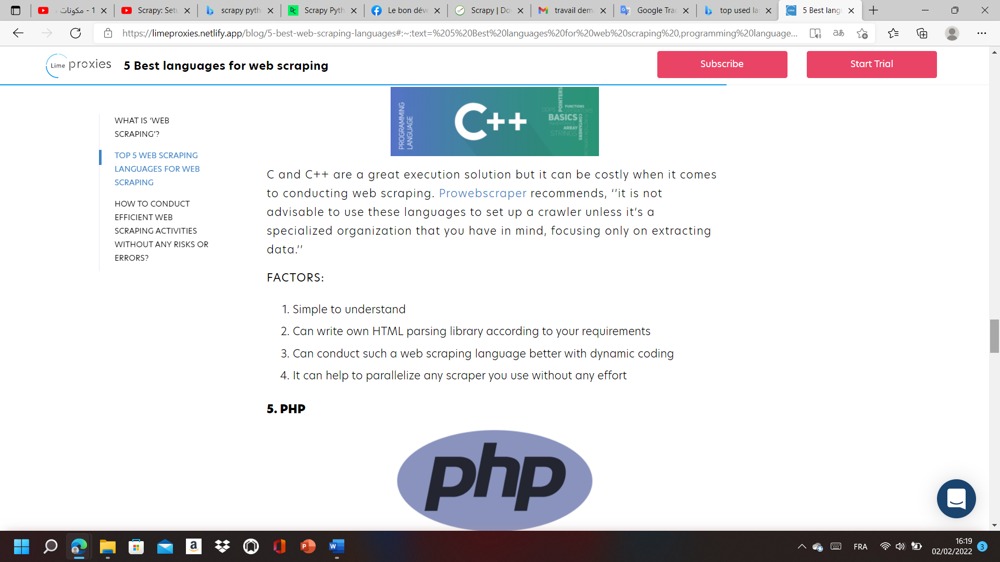 1 - مكونات
Scrapy: Setu
scrapy pyth
Scrapy Pyth
Le bon déve
Scrapy | Do
travail dem
Google Trad
top used la
5 Best lang
https://limeproxies.netlify.app/blog/5-best-web-scraping-languages#:~:text=%205%20Best%20languages%20for%20web%20scraping%20,programming%20language...
Lime proxies
5 Best languages for web scraping
Subscribe
Start Trial
WHAT IS ‘WEB
SCRAPING’?
TOP 5 WEB SCRAPING
LANGUAGES FOR WEB
SCRAPING
HOW TO CONDUCT
EFFICIENT WEB
SCRAPING ACTIVITIES
WITHOUT ANY RISKS OR
ERRORS?
PROGRAMMING
LANGUAGE
C++
POINTERS
FUNCTIONS
OOPS OPERATORS
BASICS
CONTAINERS
INHERITANCE
ARRAY
STRINGS
C and C++ are a great execution solution but it can be costly when it comes
to conducting web scraping. Prowebscraper recommends, ‘’it is not
advisable to use these languages to set up a crawler unless it’s a
specialized organization that you have in mind, focusing only on extracting
data.’’
FACTORS:
1. Simple to understand
2. Can write own HTML parsing library according to your requirements
3. Can conduct such a web scraping language better with dynamic coding
4. It can help to parallelize any scraper you use without any effort
5. PHP
php
FRA
16:19
02/02/2022
3